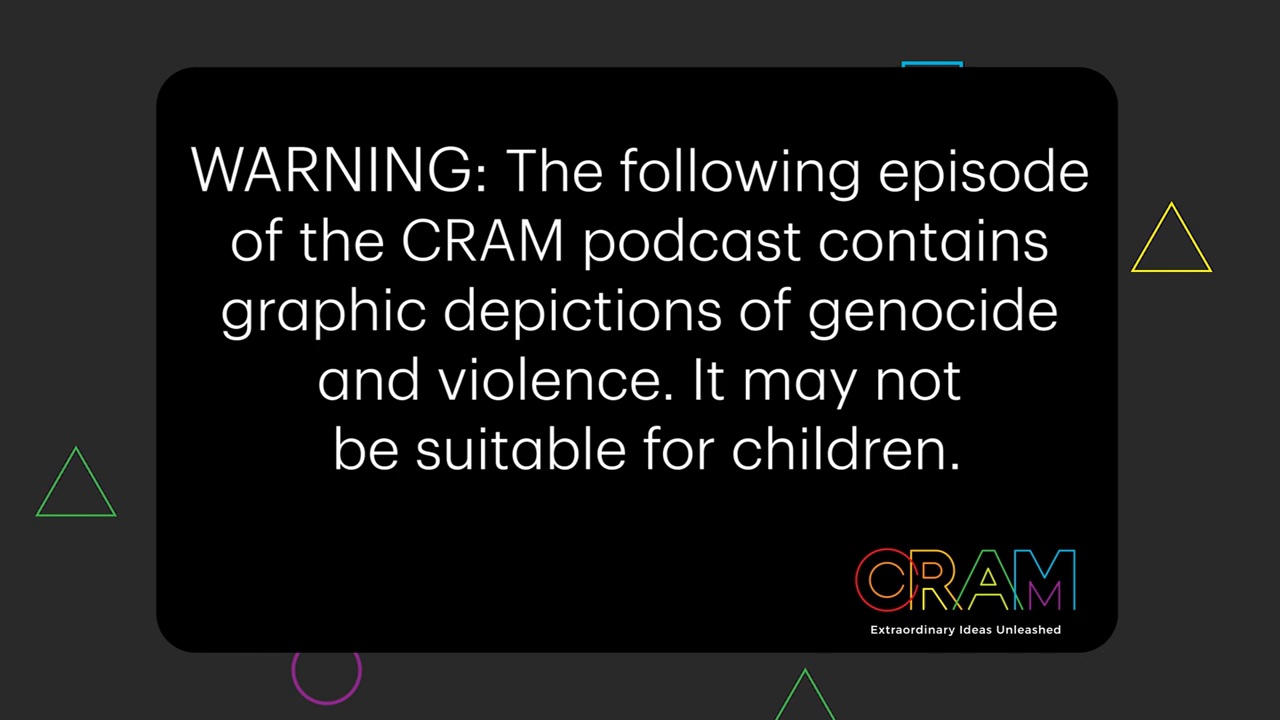 WARNING: The following episode
of the CRAM podcast contains
graphic depictions of genocide
and violence. It may not
be suitable for children.
CRAM
Extraordinary Ideas Unleashed